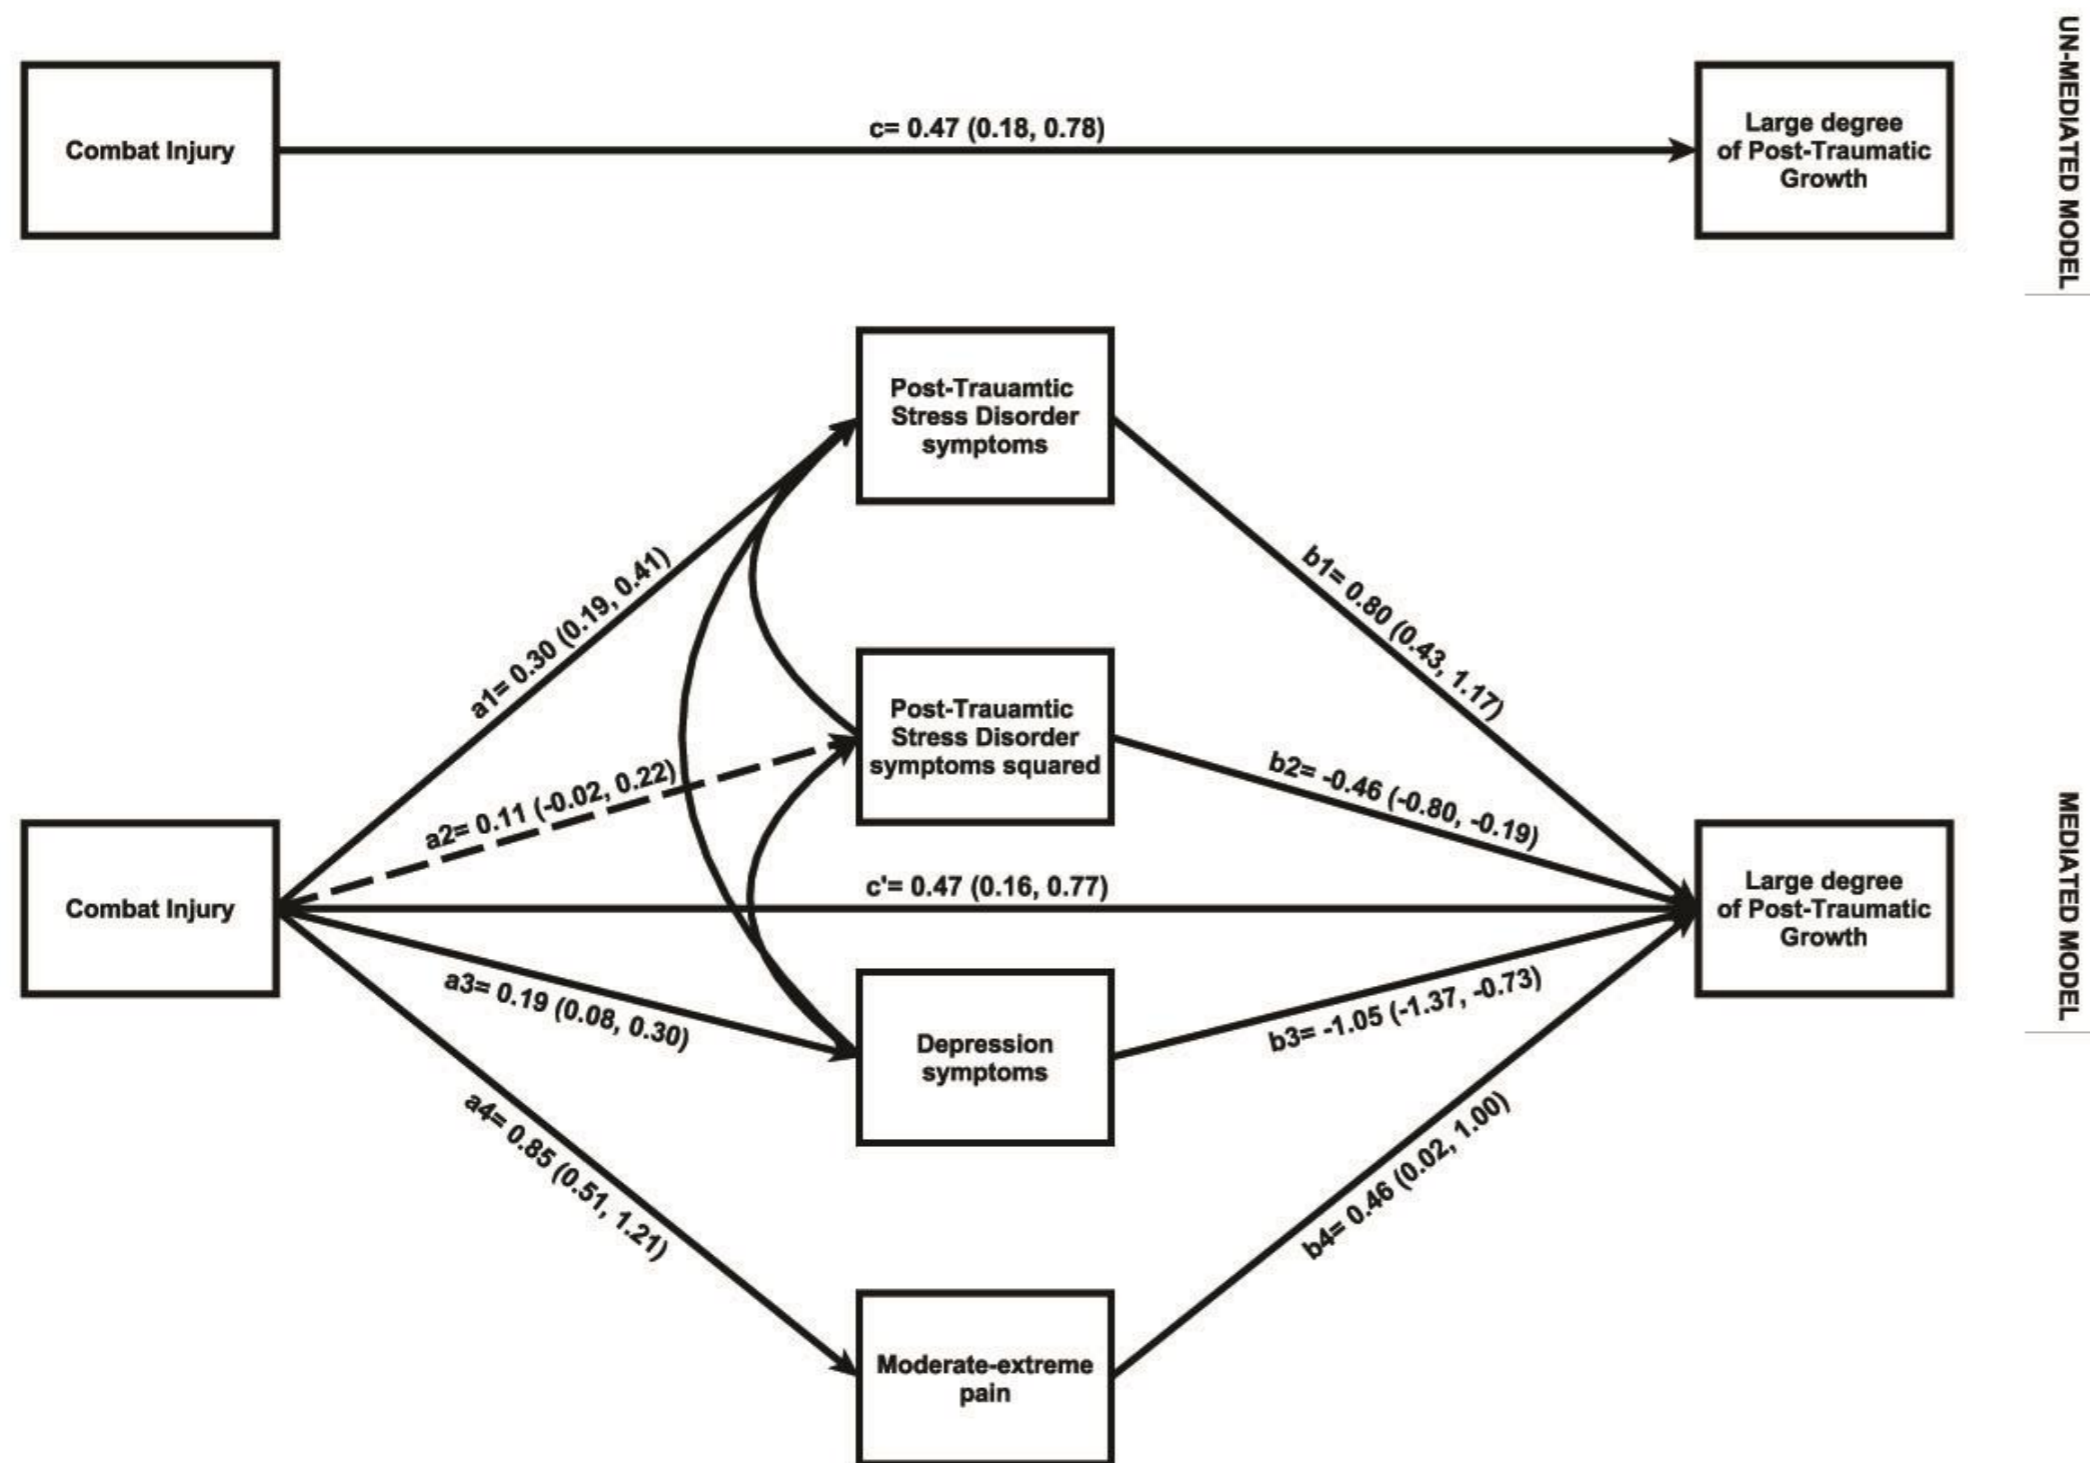 UN-MEDIATED MODEL
Combat Injury
c= 0.47 (0.18, 0.78)
Large degree
of Post-Traumatic
Growth
Post-Trauamtic
Stress Disorder
symptoms
a1= 0.30 (0.19, 0.41)
b1= 0.80 (0.43, 1.17)
Post-Trauamtic
Stress Disorder
symptoms squared
a2= 0.11 (-0.02, 0.22)
b2= -0.46 (-0.80, -0.19)
MEDIATED MODEL
Combat Injury
c'= 0.47 (0.16, 0.77)
Large degree
of Post-Traumatic
Growth
a3= 0.19 (0.08, 0.30)
Depression
symptoms
b3= -1.05 (-1.37, -0.73)
a4= 0.85 (0.51, 1.21)
b4= 0.46 (0.02, 1.00)
Moderate-extreme
pain